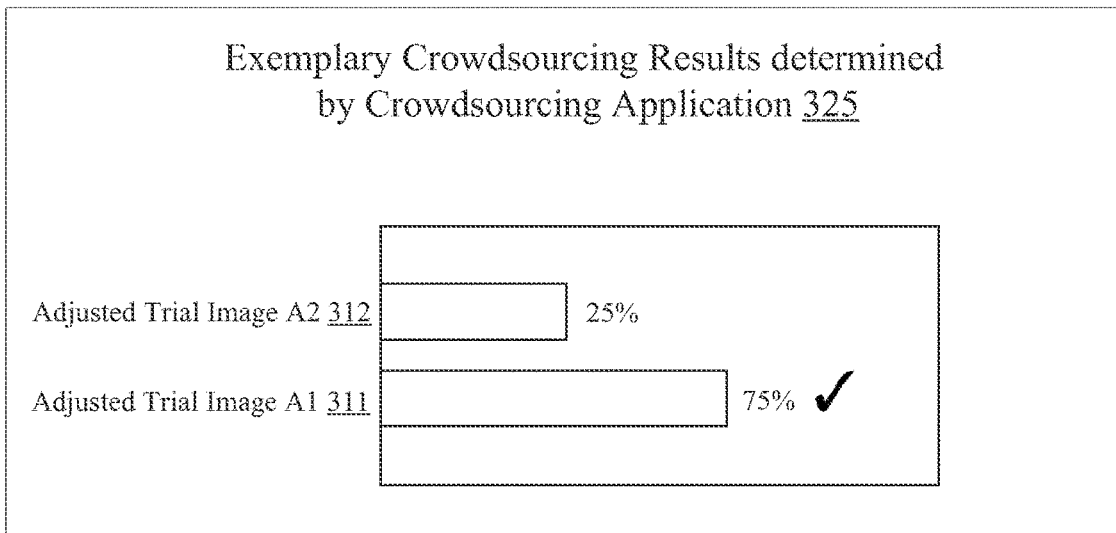 Exemplary Crowdsourcing Results determined
by Crowdsourcing Application 325
Adjusted Trial Image A2 312
25%
Adjusted Trial Image A1 311
75% ✓